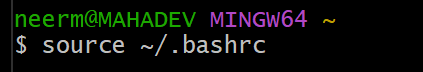 neerm@MAHADEV MINGW64 ~
$ source ~/.bashrc